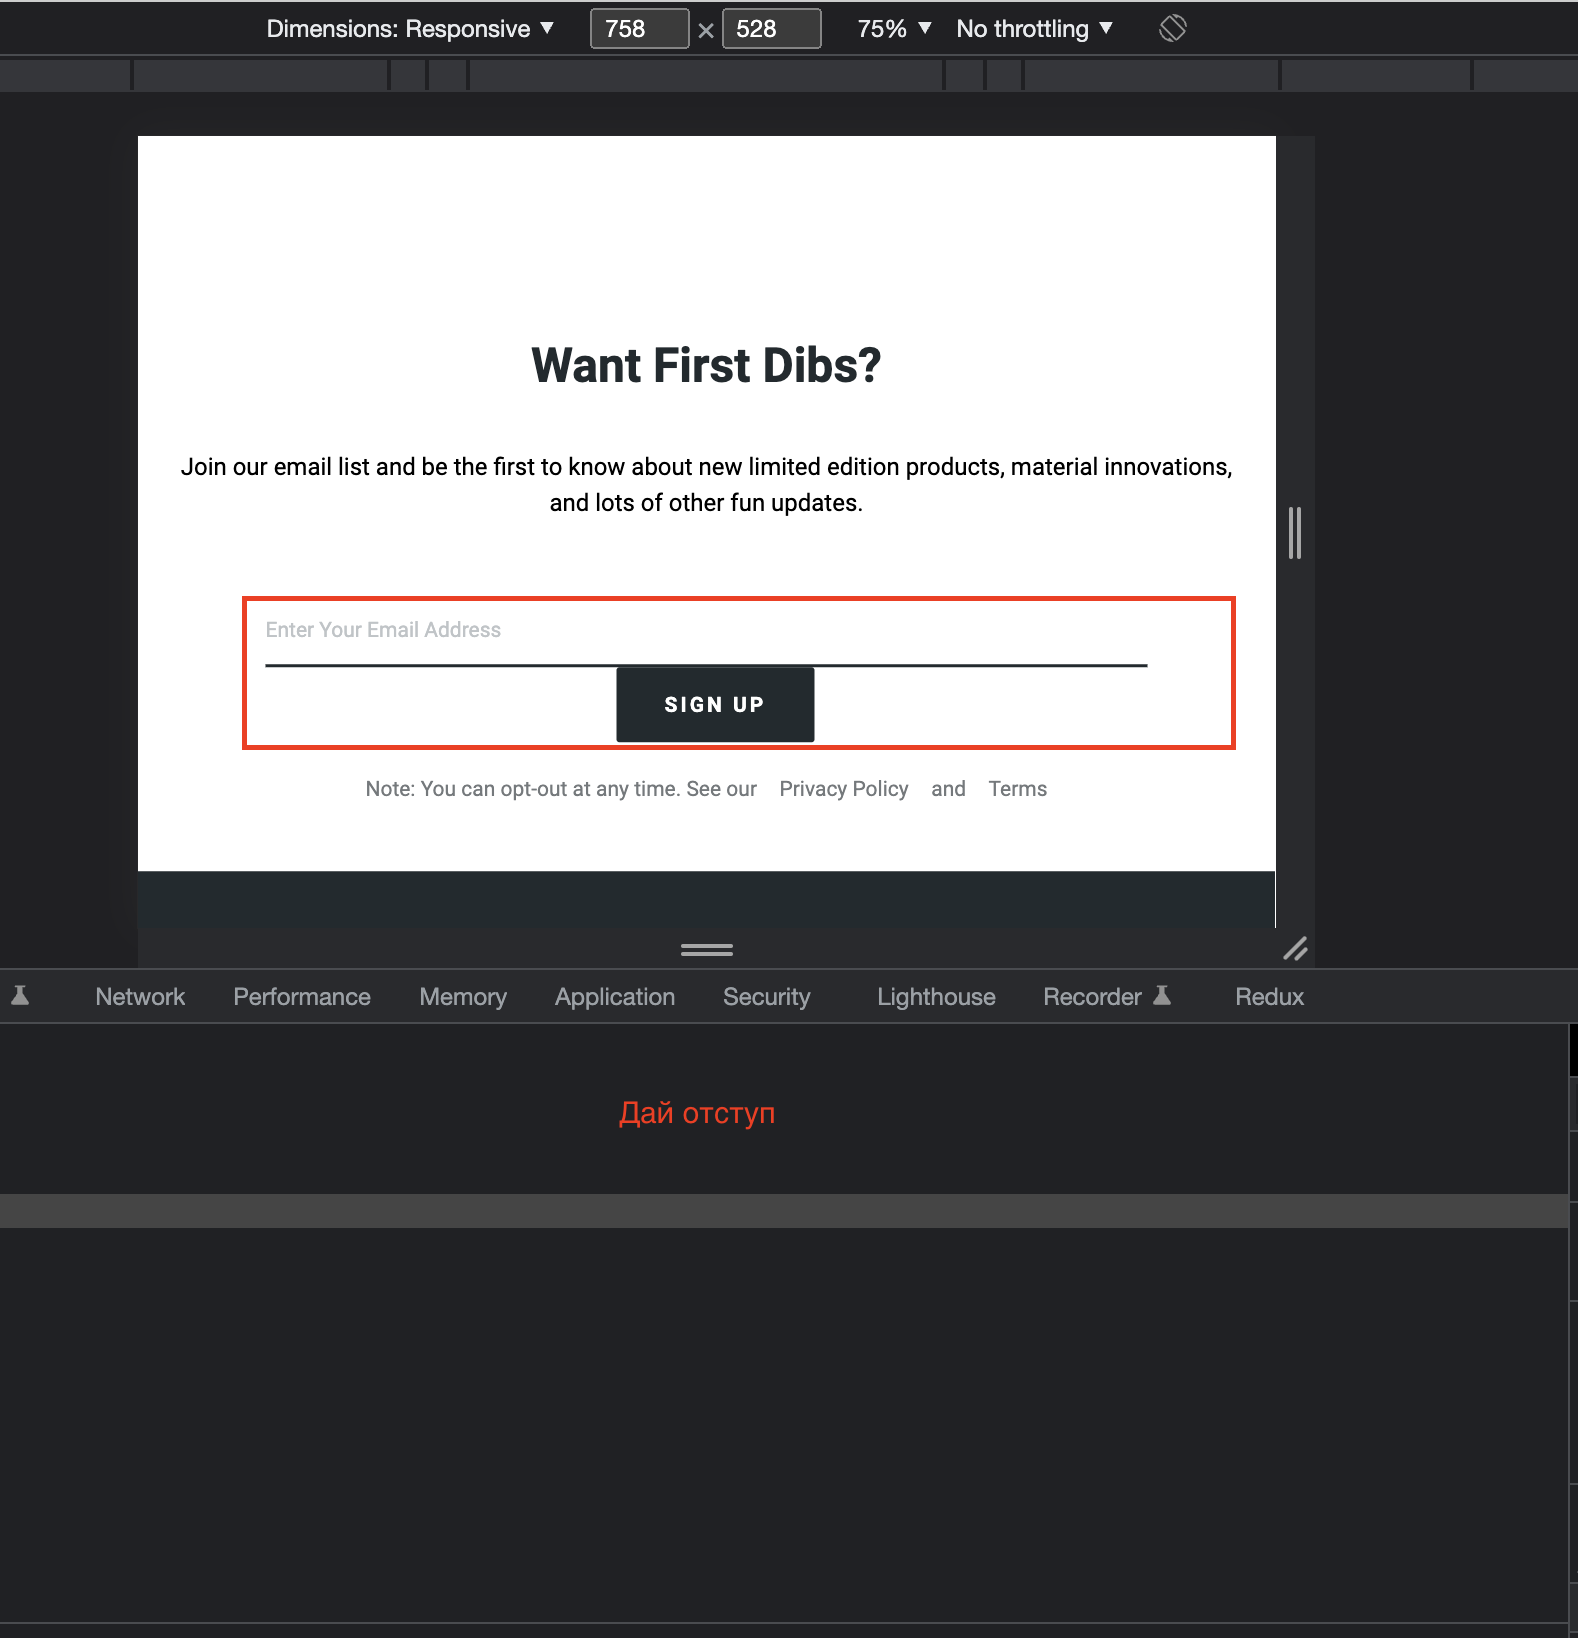 Dimensions: Responsive ▼ 758 × 528 75% ▼ No throttling ▼
Want First Dibs?
Join our email list and be the first to know about new limited edition products, material innovations,
and lots of other fun updates.
Enter Your Email Address
SIGN UP
Note: You can opt-out at any time. See our Privacy Policy and Terms
Network Performance Memory Application Security Lighthouse Recorder Redux
Дай отступ